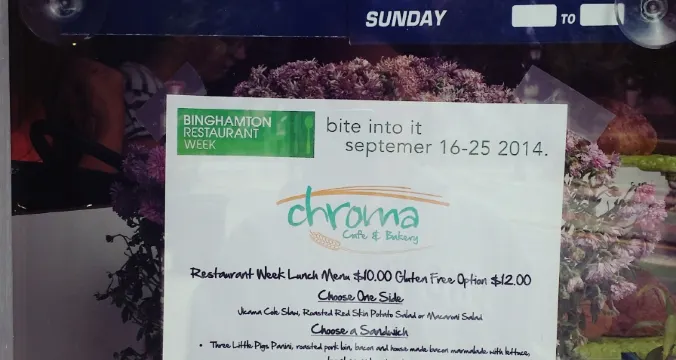 SUNDAY
TO
BINGHAMTON
RESTAURANT
WEEK
bite into it
septemer 16-25 2014.
chroma
Cafe & Bakery
Restaurant Week Lunch Menu $10.00 Gluten Free Option $12.00
Choose One Side
Jicama Cole Slaw, Roasted Red Skin Potato Salad or Macaroni Salad
Choose a Sandwich
• Three Little Pigs Panini, roasted pork loin, bacon and house made bacon marmalade with lettuce,